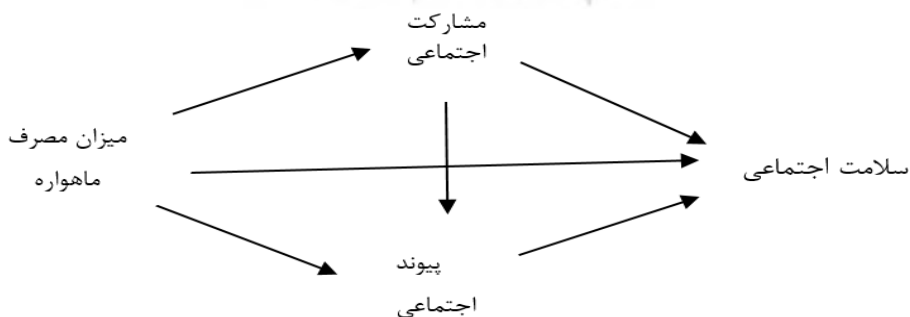 مشارکت
اجتماعی
میزان مصرف
ماهواره
سلامت اجتماعی
پیوند
اجتماعی